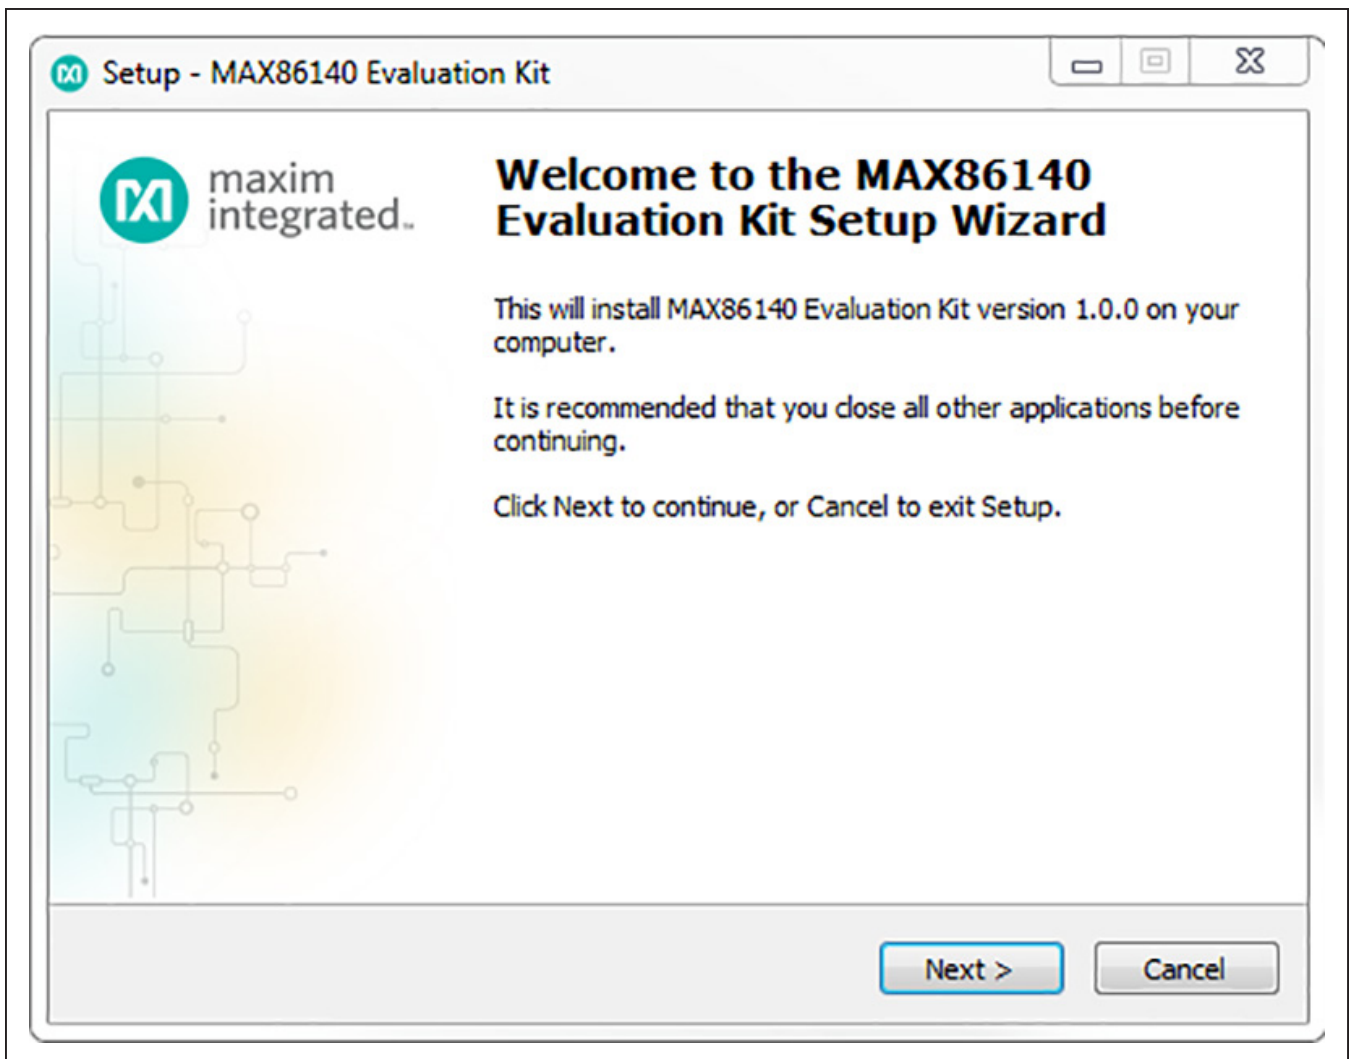 Setup - MAX86140 Evaluation Kit
maxim
integrated™
Welcome to the MAX86140
Evaluation Kit Setup Wizard
This will install MAX86140 Evaluation Kit version 1.0.0 on your
computer.
It is recommended that you close all other applications before
continuing.
Click Next to continue, or Cancel to exit Setup.
Next >
Cancel